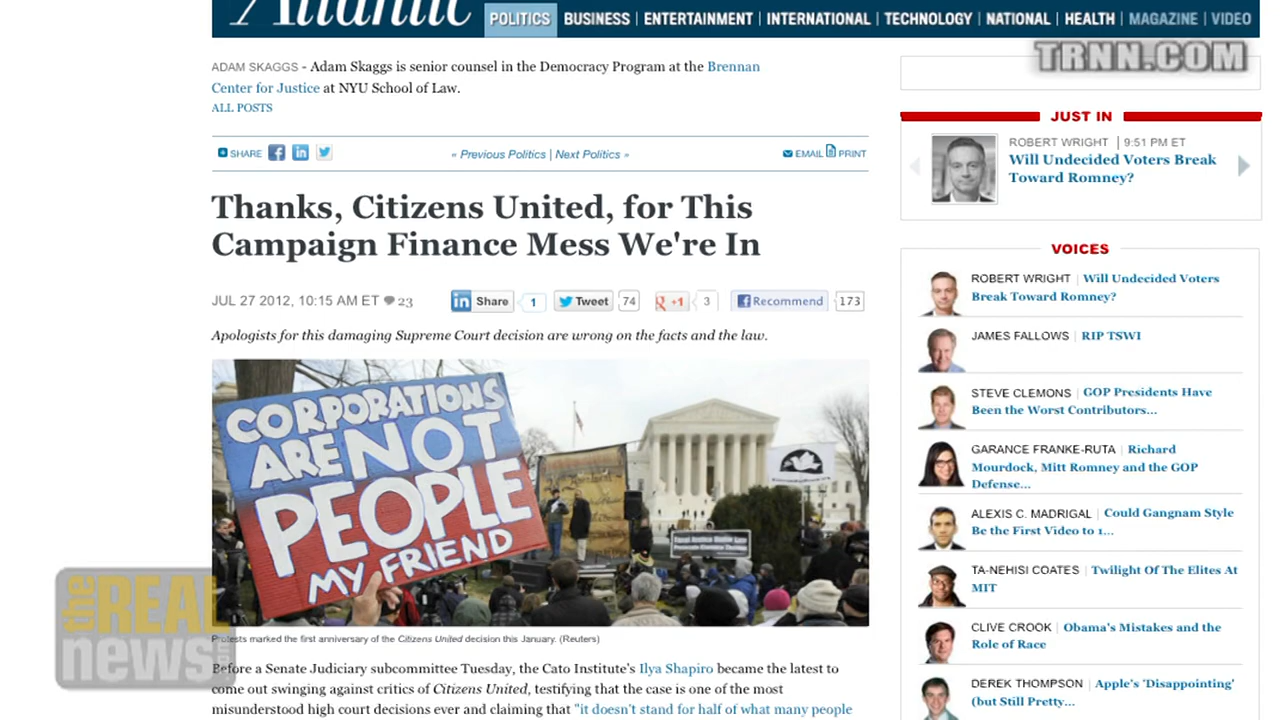 Atlantic
POLITICS BUSINESS | ENTERTAINMENT | INTERNATIONAL | TECHNOLOGY | NATIONAL | HEALTH | MAGAZINE | VIDEO
TRNN.COM
ADAM SKAGGS - Adam Skaggs is senior counsel in the Democracy Program at the Brennan
Center for Justice at NYU School of Law.
ALL POSTS
SHARE
« Previous Politics | Next Politics »
EMAIL PRINT
Thanks, Citizens United, for This
Campaign Finance Mess We're In
JUL 27 2012, 10:15 AM ET 23
in Share 1 Tweet 74 g +1 3 f Recommend 173
Apologists for this damaging Supreme Court decision are wrong on the facts and the law.
CORPORATIONS
ARE NOT
PEOPLE
MY FRIEND
Protests marked the first anniversary of the Citizens United decision this January. (Reuters)
Before a Senate Judiciary subcommittee Tuesday, the Cato Institute's Ilya Shapiro became the latest to
come out swinging against critics of Citizens United, testifying that the case is one of the most
misunderstood high court decisions ever and claiming that "it doesn't stand for half of what many people
the REAL
news.com
JUST IN
ROBERT WRIGHT | 9:51 PM ET
Will Undecided Voters Break
Toward Romney?
VOICES
ROBERT WRIGHT | Will Undecided Voters
Break Toward Romney?
JAMES FALLOWS | RIP TSWI
STEVE CLEMONS | GOP Presidents Have
Been the Worst Contributors...
GARANCE FRANKE-RUTA | Richard
Mourdock, Mitt Romney and the GOP
Defense...
ALEXIS C. MADRIGAL | Could Gangnam Style
Be the First Video to 1...
TA-NEHISI COATES | Twilight Of The Elites At
MIT
CLIVE CROOK | Obama's Mistakes and the
Role of Race
DEREK THOMPSON | Apple's 'Disappointing'
(but Still Pretty...